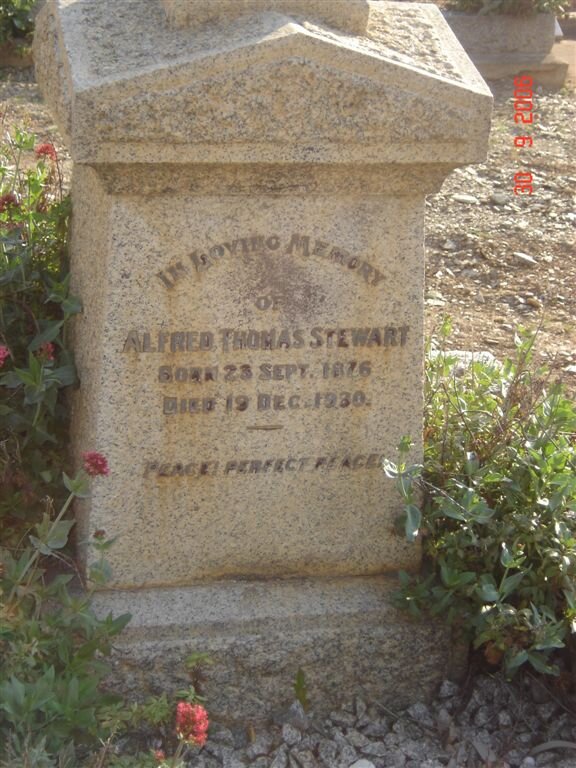 IN LOVING MEMORY
OF
ALFRED THOMAS STEWART
BORN 23 SEPT. 1876
DIED 19 DEC. 1930.
PEACE! PERFECT PEACE!
30 9 2006